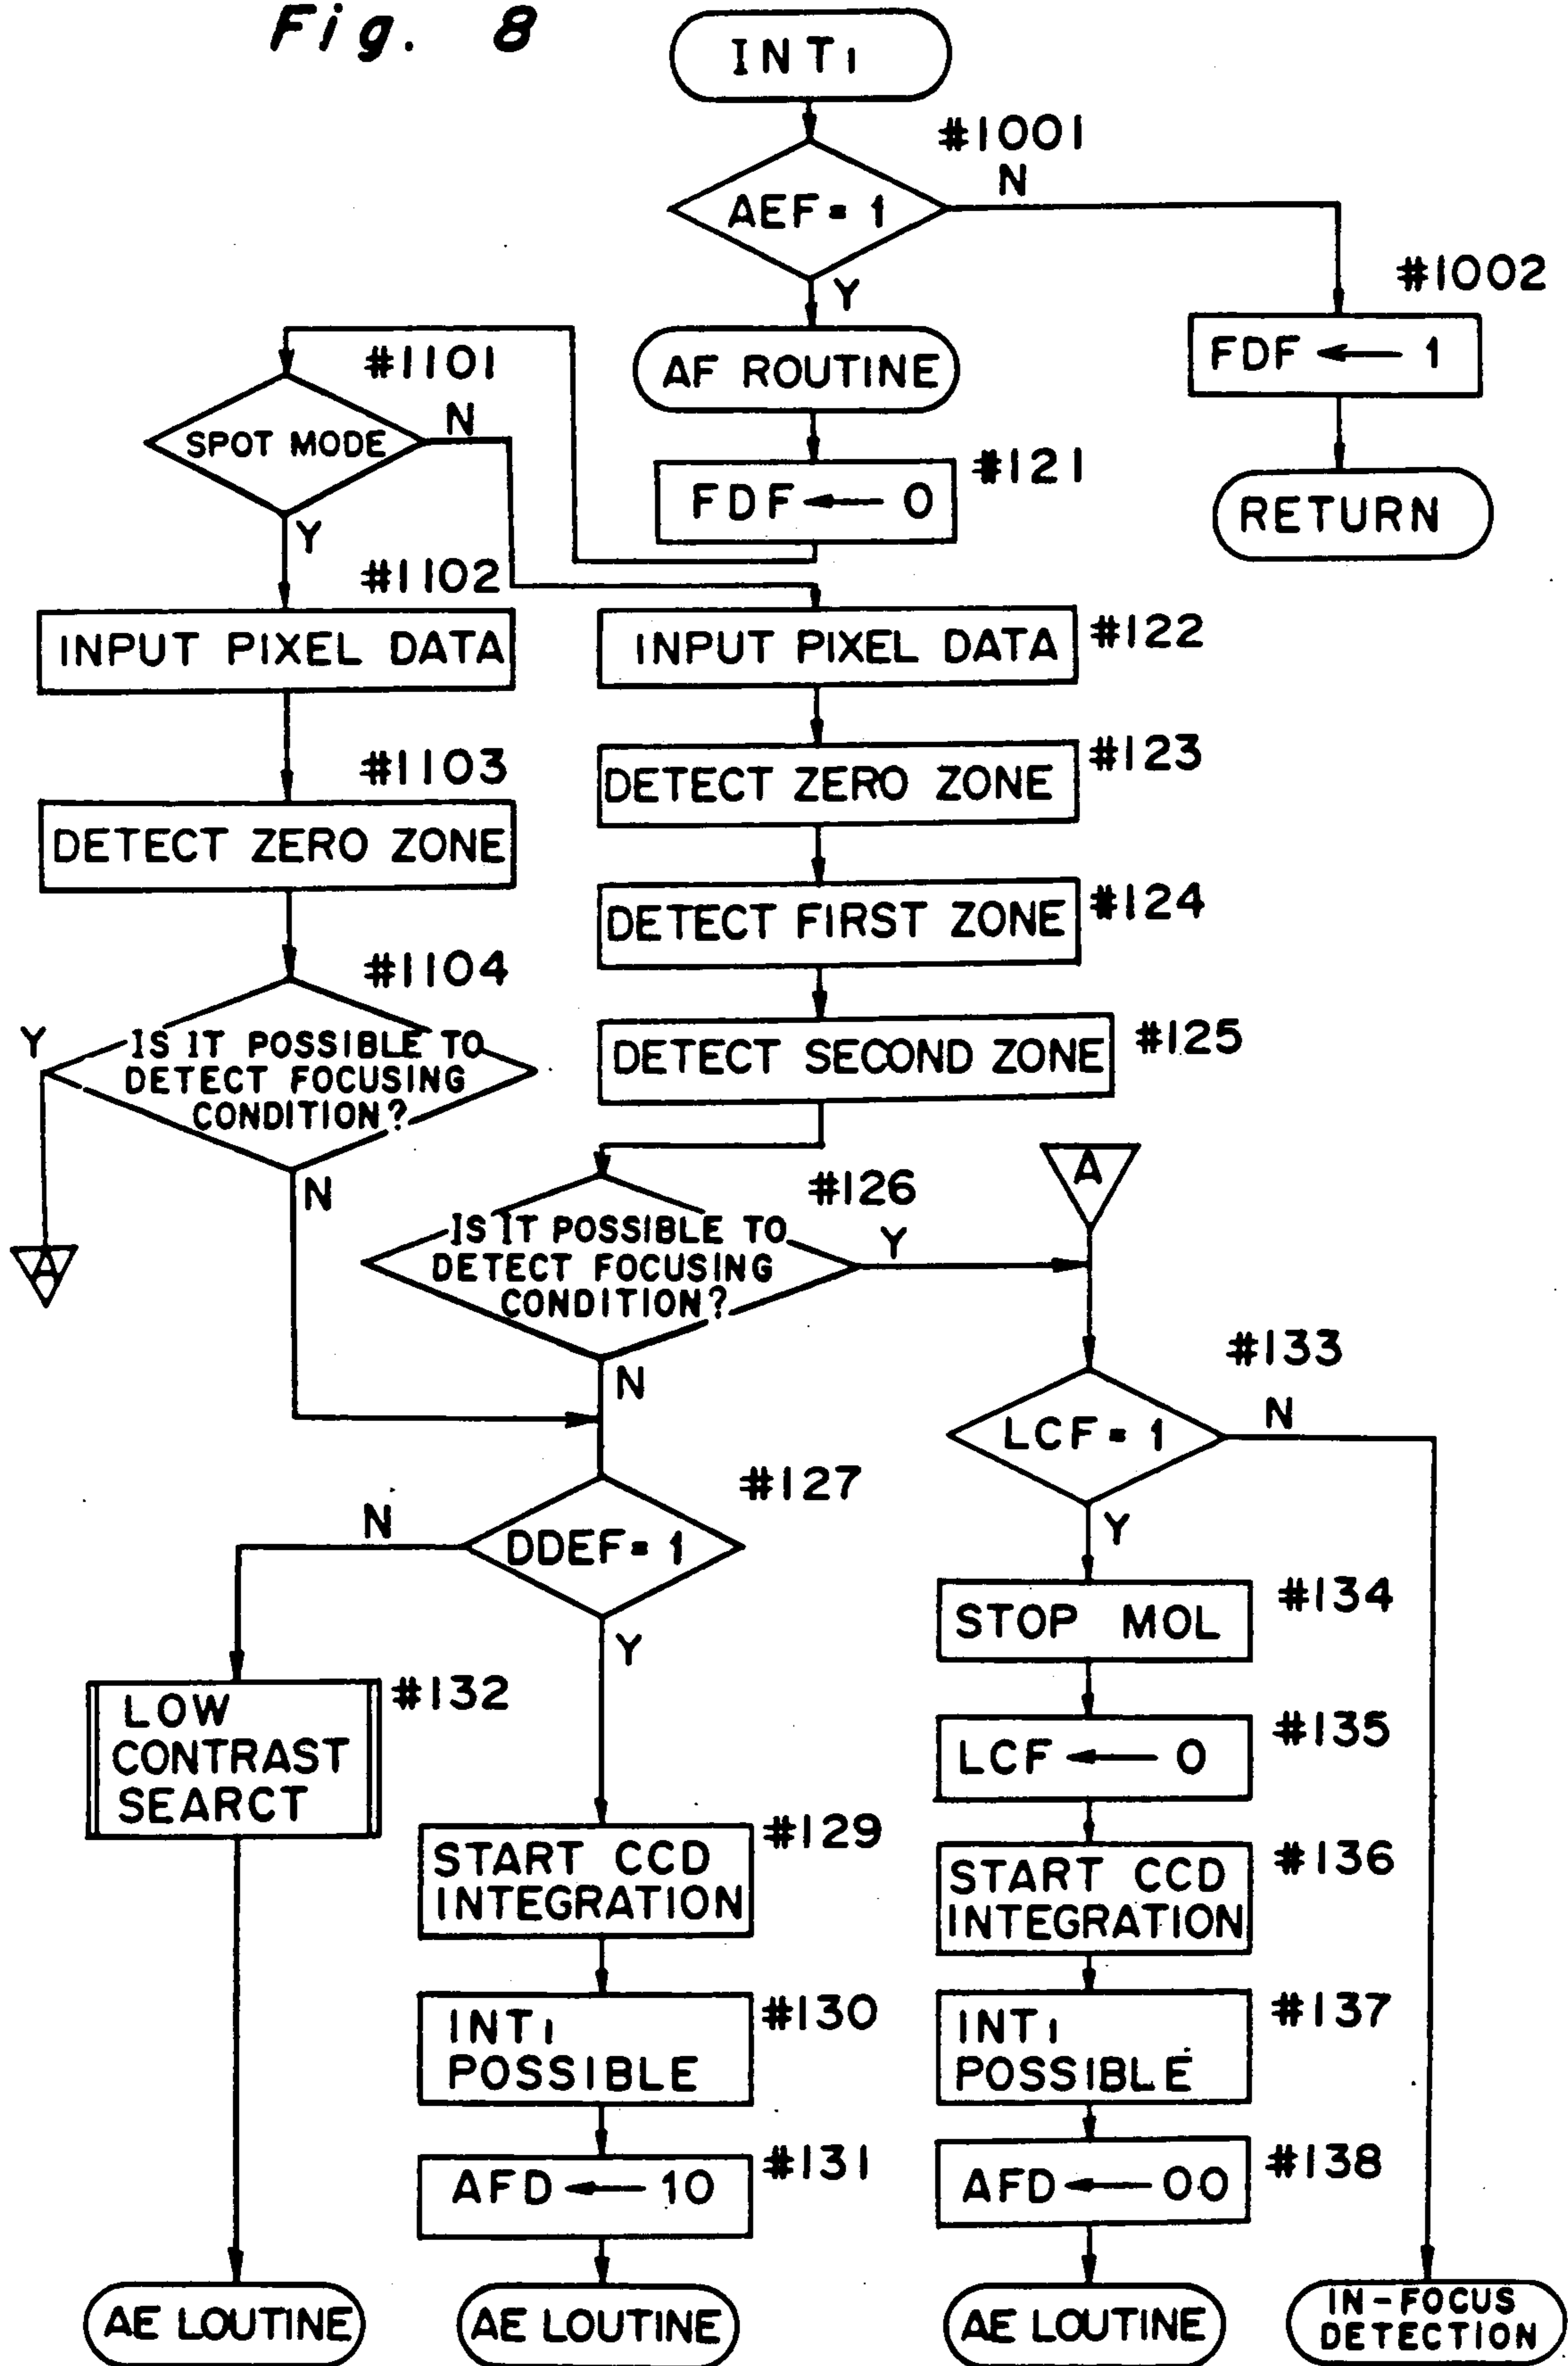 Fig. 8
INT1
#1001
N
AEF = 1
Y
#1002
FDF ← 1
RETURN
AF ROUTINE
#121
FDF ← 0
#1101
SPOT MODE
N
Y
#1102
INPUT PIXEL DATA
#1103
DETECT ZERO ZONE
#1104
IS IT POSSIBLE TO
DETECT FOCUSING
CONDITION?
Y
A
N
INPUT PIXEL DATA
#122
DETECT ZERO ZONE
#123
DETECT FIRST ZONE
#124
DETECT SECOND ZONE
#125
#126
IS IT POSSIBLE TO
DETECT FOCUSING
CONDITION?
Y
N
A
#127
DDEF = 1
N
Y
LOW
CONTRAST
SEARCT
#132
AE LOUTINE
START CCD
INTEGRATION
#129
INT1
POSSIBLE
#130
AFD ← 10
#131
AE LOUTINE
#133
LCF = 1
N
Y
STOP MOL
#134
LCF ← 0
#135
START CCD
INTEGRATION
#136
INT1
POSSIBLE
#137
AFD ← 00
#138
AE LOUTINE
IN-FOCUS
DETECTION